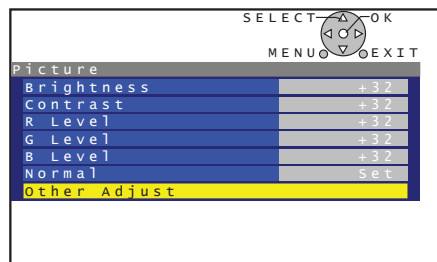 SELECT OK
MENU EXIT
Picture
Brightness +32
Contrast +32
R Level +32
G Level +32
B Level +32
Normal Set
Other Adjust